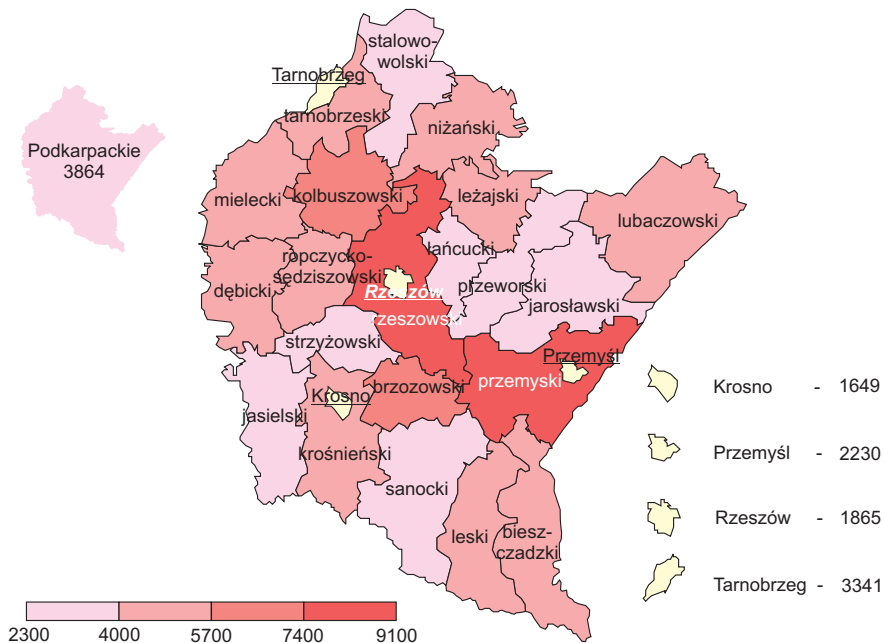 stalowo-
wolski
Tarnobrzeg
tarnobrzeski
niżański
Podkarpackie
3864
mielecki
kolbuszowski
leżajski
lubaczowski
łańcucki
ropczycko-
sędziszowski
dębicki
przeworski
jarosławski
Rzeszów
rzeszowski
strzyżowski
Przemyśl
przemyski
brzozowski
Krosno
jasielski
krośnieński
sanocki
leski
biesz-
czadzki
Krosno - 1649
Przemyśl - 2230
Rzeszów - 1865
Tarnobrzeg - 3341
2300 4000 5700 7400 9100